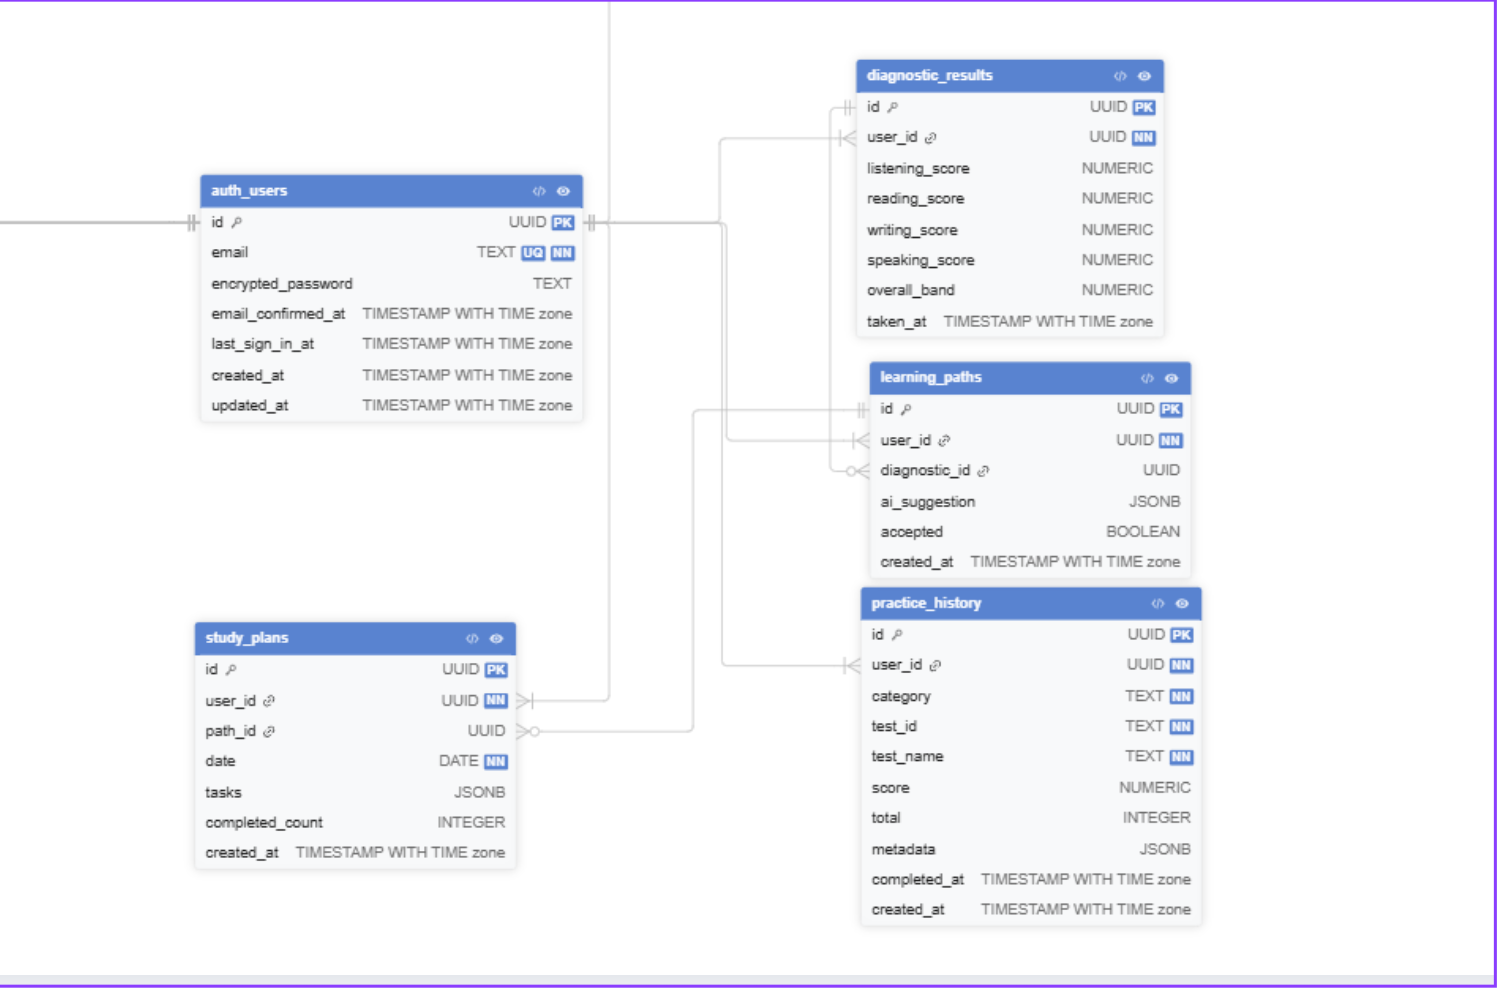 diagnostic_results
id UUID PK
user_id UUID NN
listening_score NUMERIC
reading_score NUMERIC
writing_score NUMERIC
speaking_score NUMERIC
overall_band NUMERIC
taken_at TIMESTAMP WITH TIME zone
auth_users
id UUID PK
email TEXT UQ NN
encrypted_password TEXT
email_confirmed_at TIMESTAMP WITH TIME zone
last_sign_in_at TIMESTAMP WITH TIME zone
created_at TIMESTAMP WITH TIME zone
updated_at TIMESTAMP WITH TIME zone
learning_paths
id UUID PK
user_id UUID NN
diagnostic_id UUID
ai_suggestion JSONB
accepted BOOLEAN
created_at TIMESTAMP WITH TIME zone
study_plans
id UUID PK
user_id UUID NN
path_id UUID
date DATE NN
tasks JSONB
completed_count INTEGER
created_at TIMESTAMP WITH TIME zone
practice_history
id UUID PK
user_id UUID NN
category TEXT NN
test_id TEXT NN
test_name TEXT NN
score NUMERIC
total INTEGER
metadata JSONB
completed_at TIMESTAMP WITH TIME zone
created_at TIMESTAMP WITH TIME zone